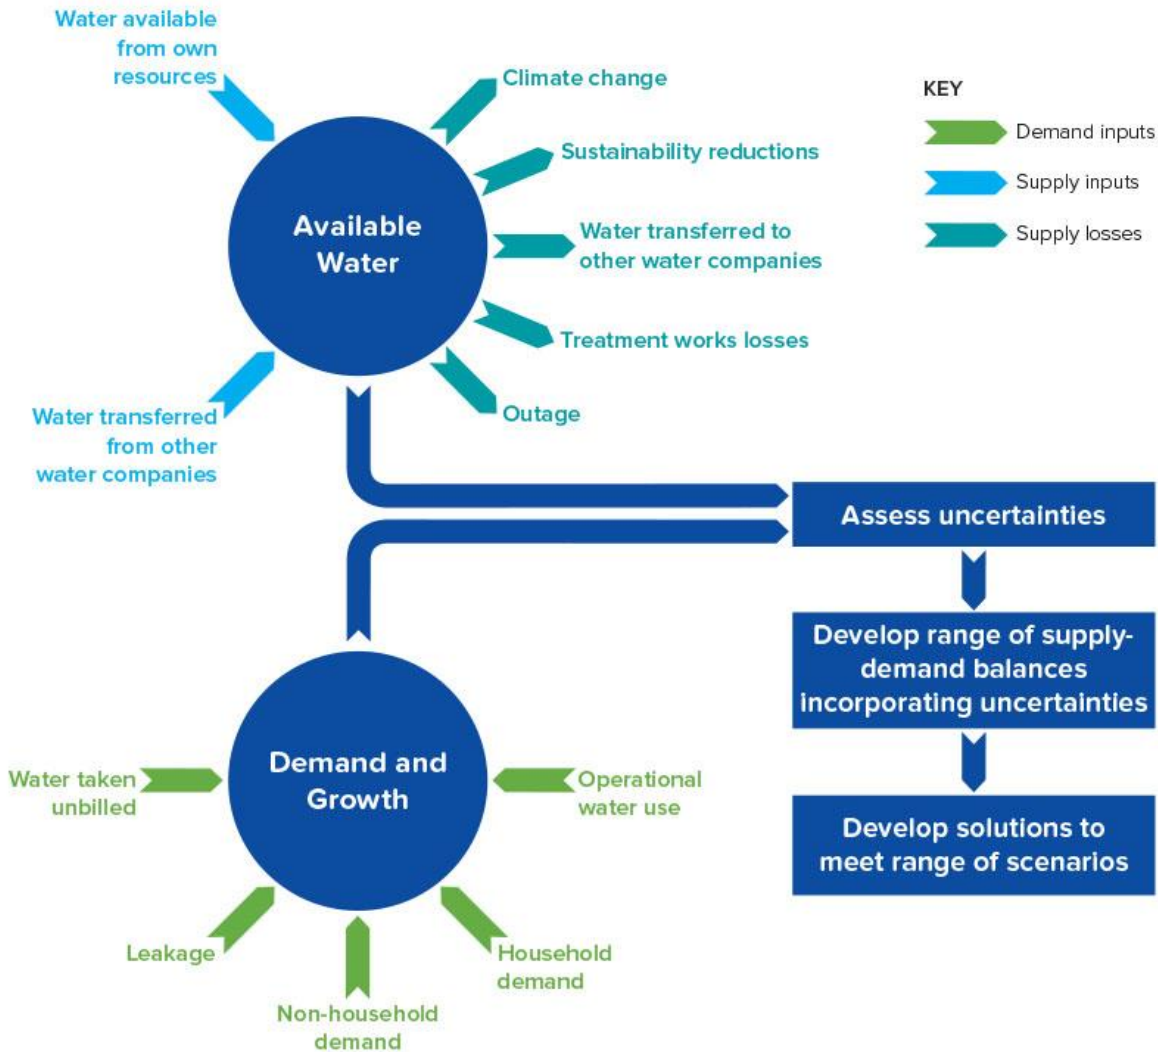 Water available
from own
resources
Climate change
Sustainability reductions
Water transferred to
other water companies
Treatment works losses
Outage
Available
Water
Water transferred
from other
water companies
KEY
Demand inputs
Supply inputs
Supply losses
Assess uncertainties
Develop range of supply-
demand balances
incorporating uncertainties
Develop solutions to
meet range of scenarios
Demand and
Growth
Water taken
unbilled
Operational
water use
Leakage
Household
demand
Non-household
demand